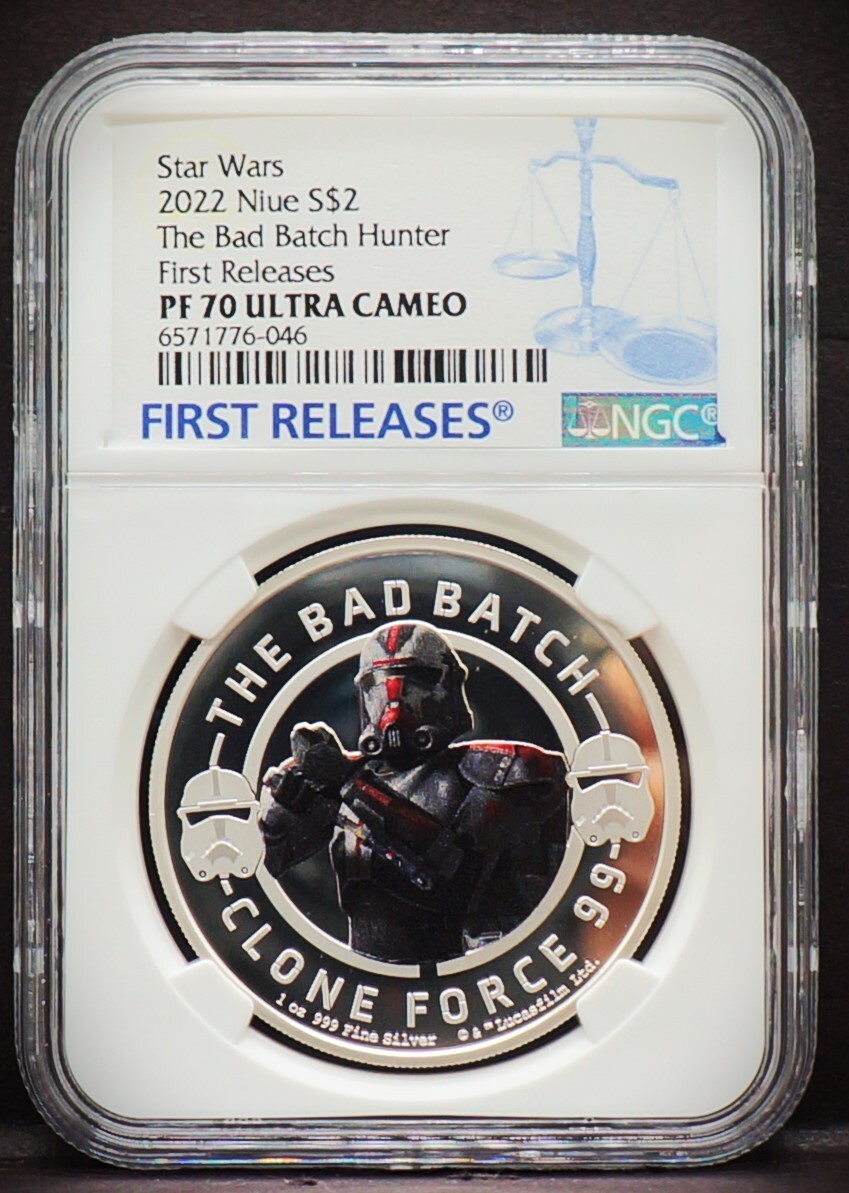 Star Wars
2022 Niue S$2
The Bad Batch Hunter
First Releases
PF 70 ULTRA CAMEO
6571776-046
FIRST RELEASES®
NGC®
THE BAD BATCH
CLONE FORCE 99
1 oz 999 Fine Silver © & ™ Lucasfilm Ltd.